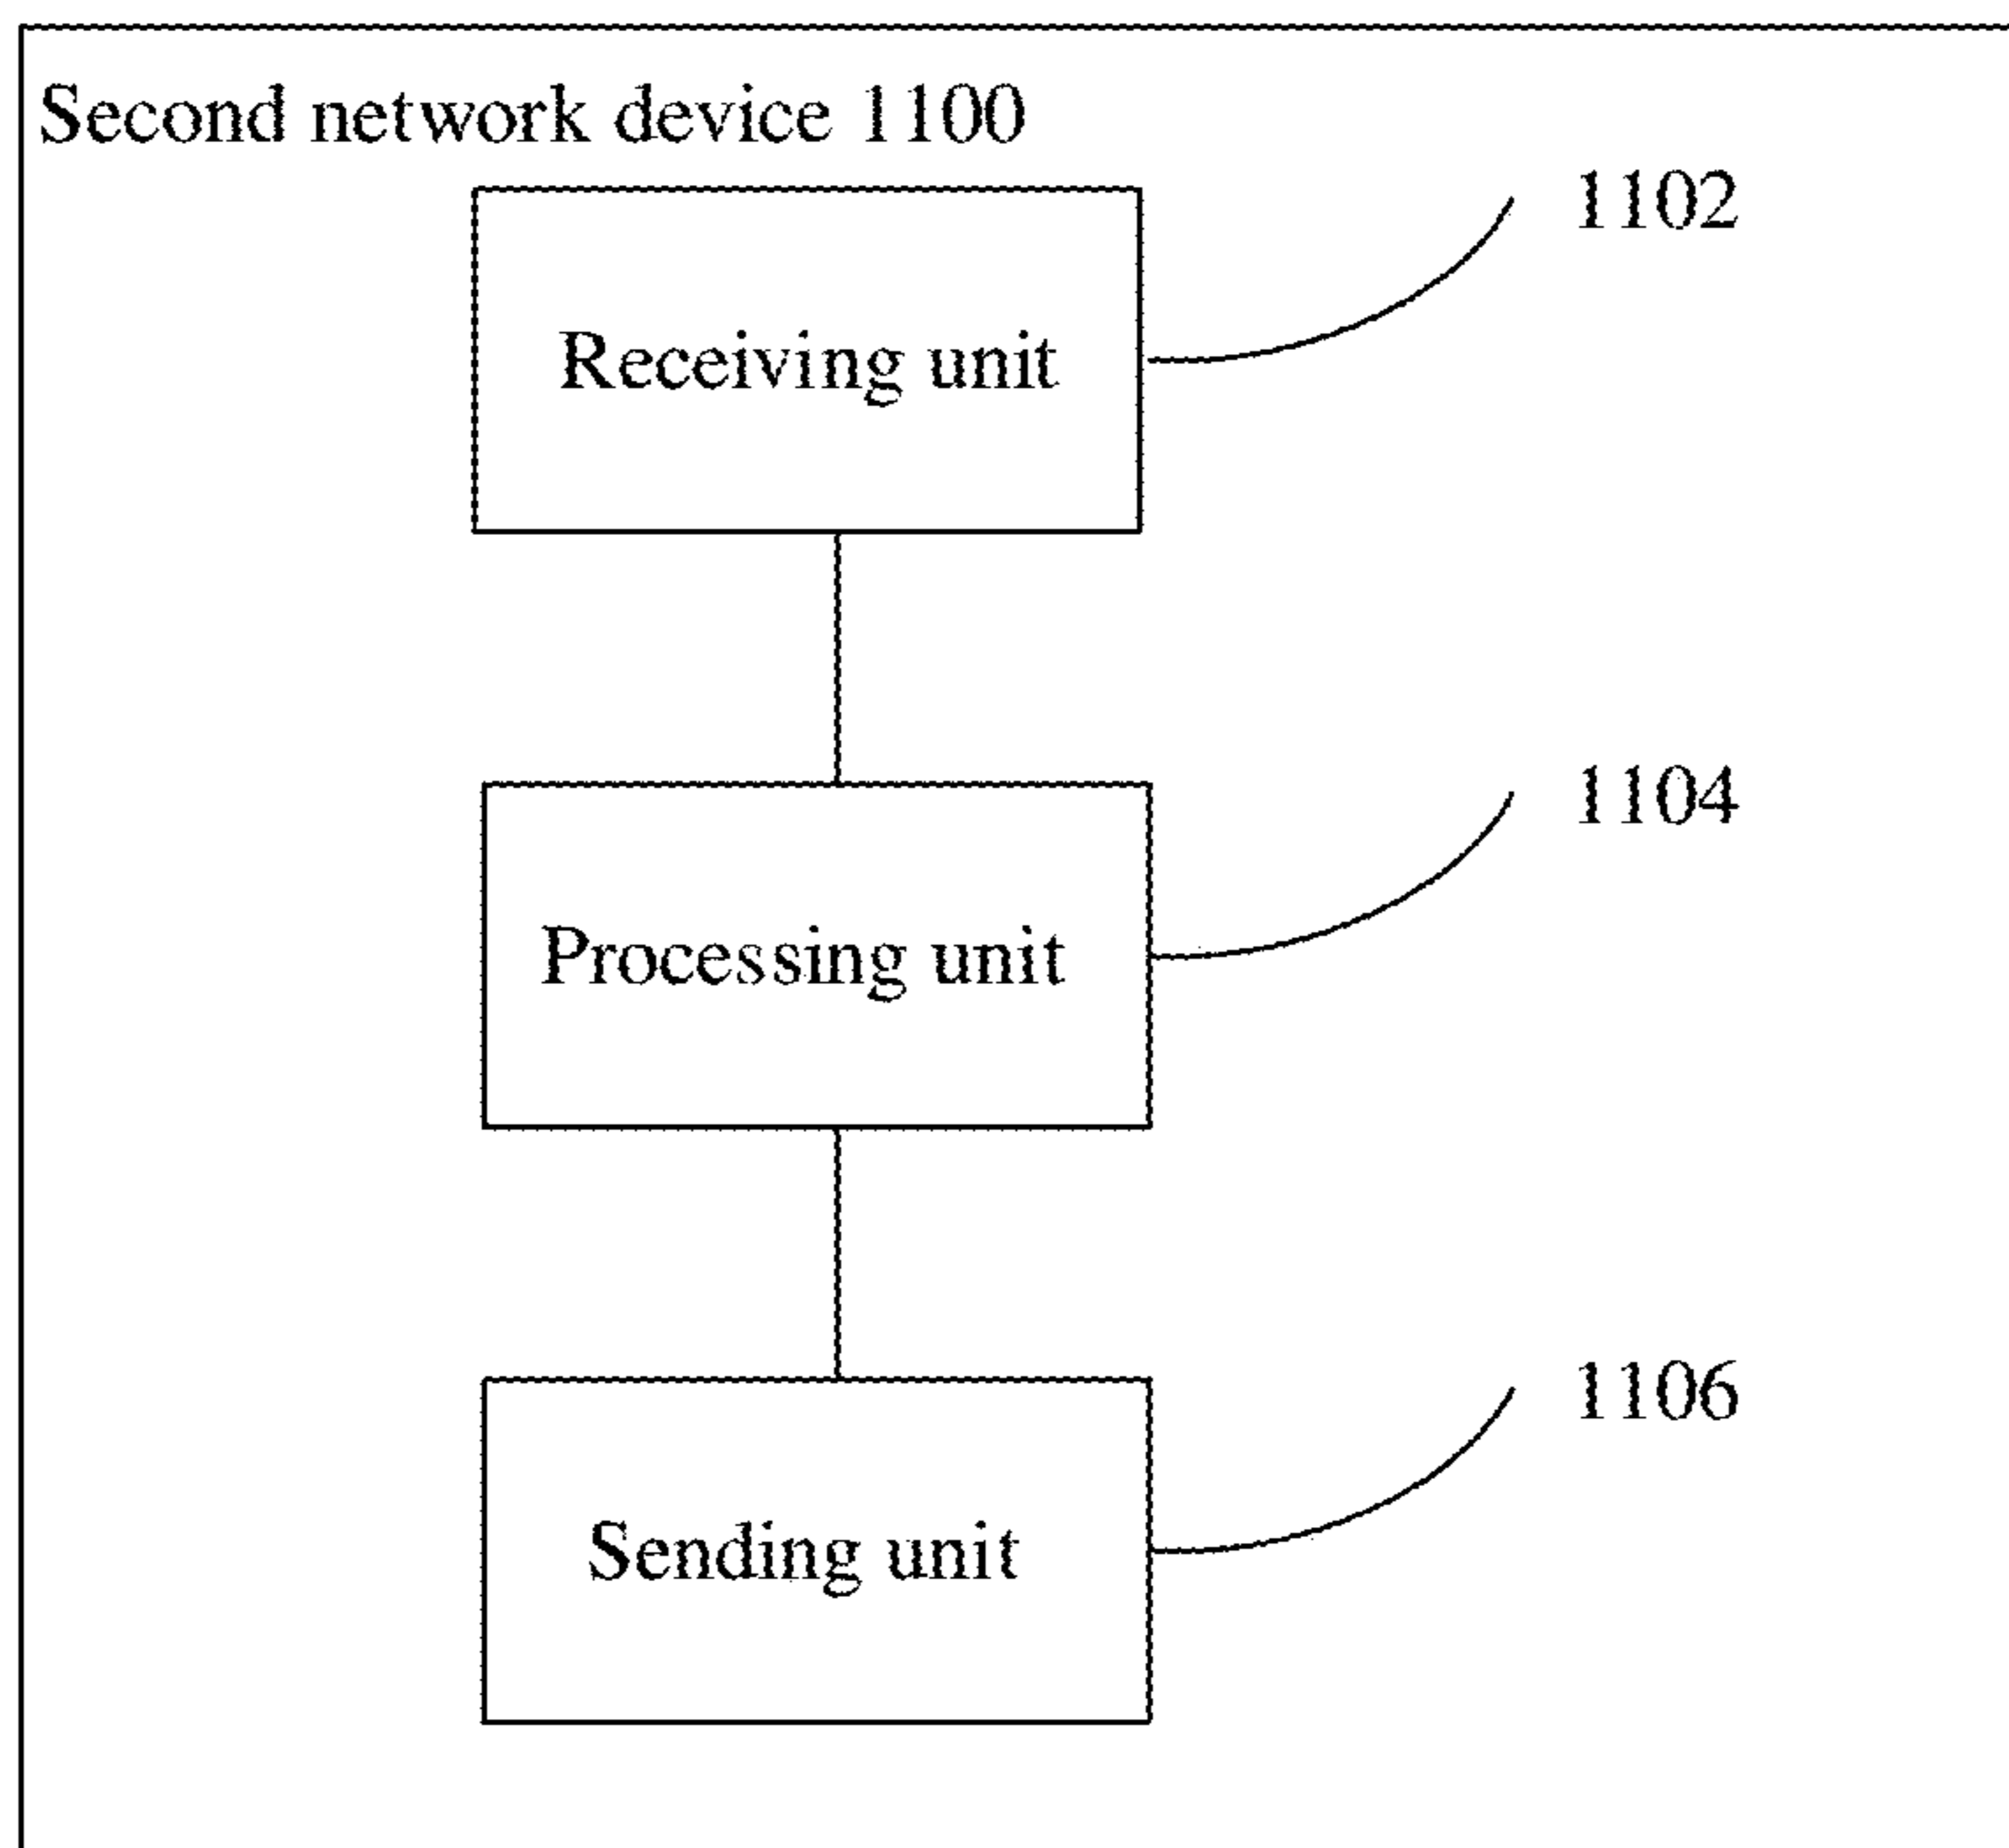 Second network device 1100
1102
Receiving unit
1104
Processing unit
1106
Sending unit